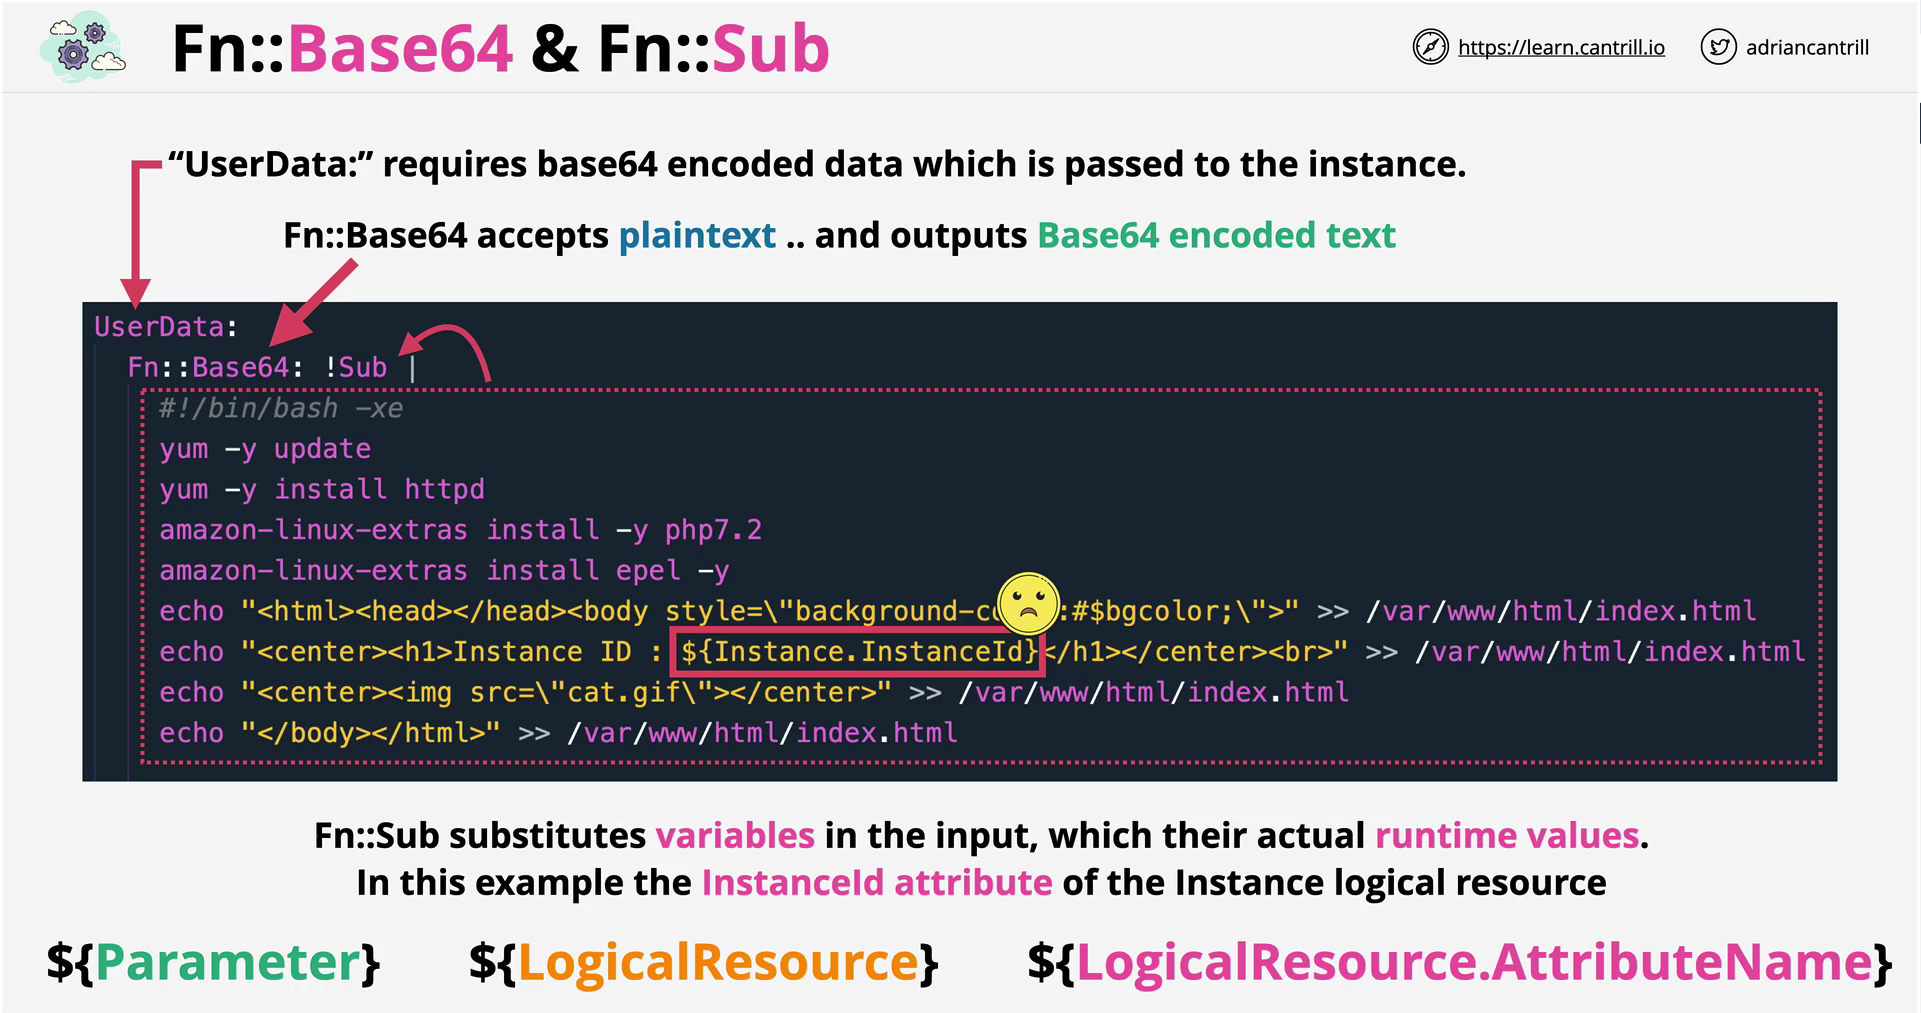 Fn::Base64 & Fn::Sub
https://learn.cantrill.io
adriancantrill
“UserData:” requires base64 encoded data which is passed to the instance.
Fn::Base64 accepts plaintext .. and outputs Base64 encoded text
UserData:
Fn::Base64: !Sub |
#!/bin/bash -xe
yum -y update
yum -y install httpd
amazon-linux-extras install -y php7.2
amazon-linux-extras install epel -y
echo "<html><head></head><body style=\"background-co :#$bgcolor;\">" >> /var/www/html/index.html
echo "<center><h1>Instance ID : ${Instance.InstanceId}</h1></center><br>" >> /var/www/html/index.html
echo "<center><img src=\"cat.gif\"></center>" >> /var/www/html/index.html
echo "</body></html>" >> /var/www/html/index.html
Fn::Sub substitutes variables in the input, which their actual runtime values.
In this example the InstanceId attribute of the Instance logical resource
${Parameter}
${LogicalResource}
${LogicalResource.AttributeName}